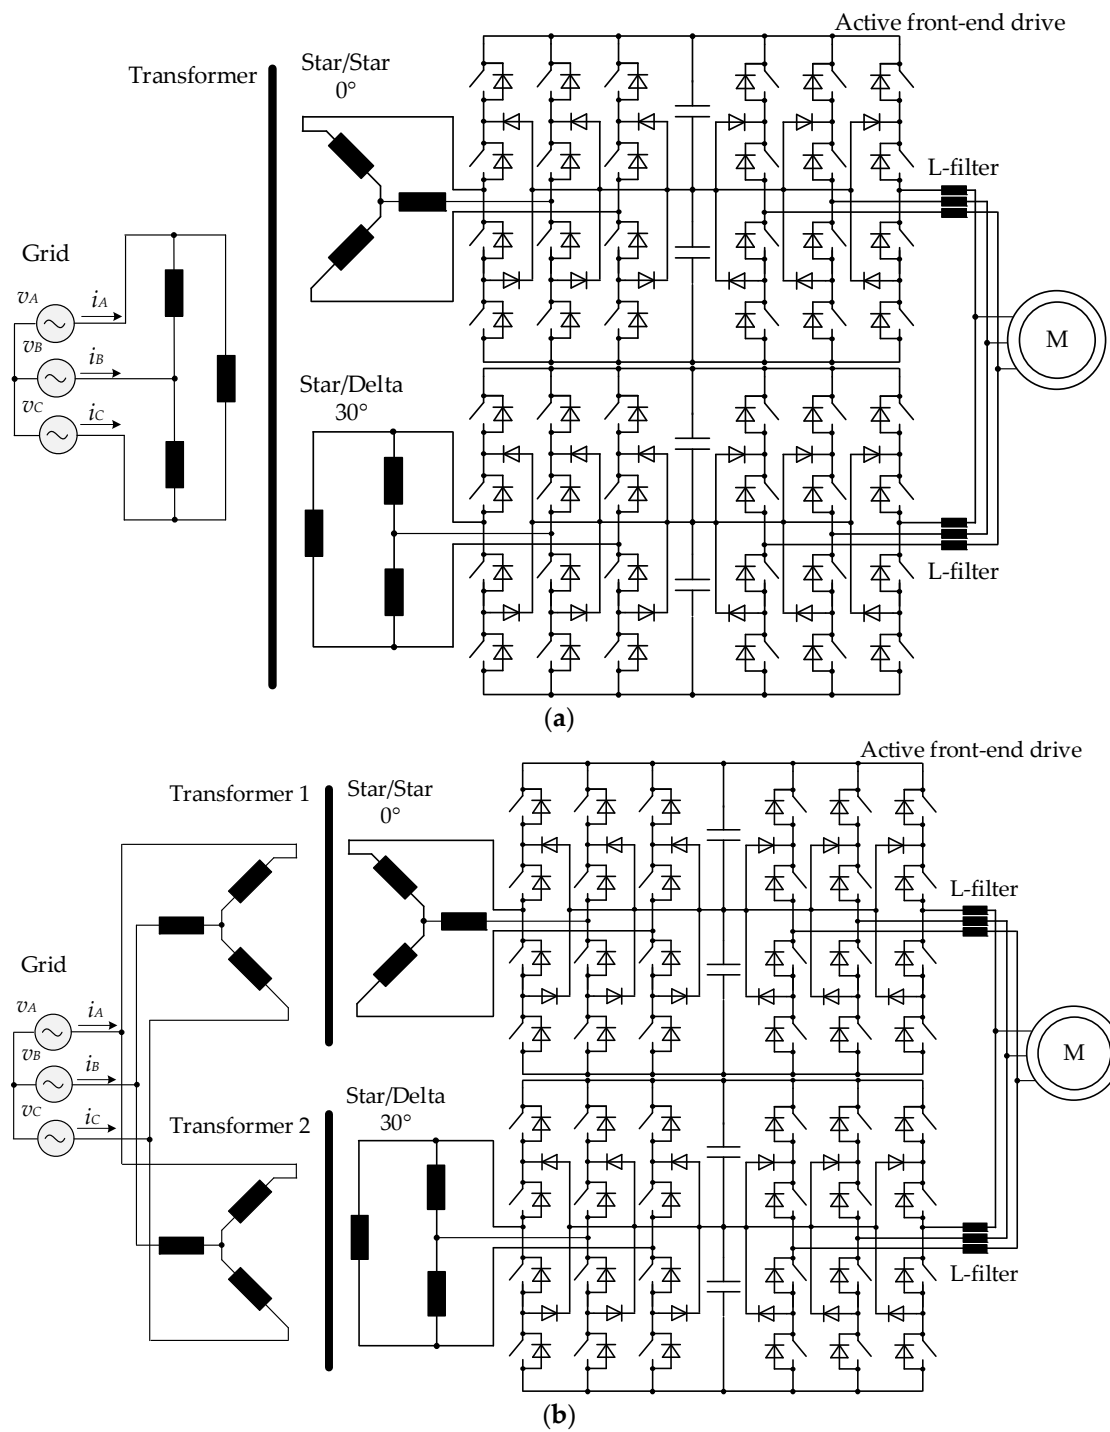 Active front-end drive
Transformer
Star/Star
0°
L-filter
Grid
vA
iA
vB
iB
vC
iC
M
Star/Delta
30°
L-filter
(a)
Active front-end drive
Transformer 1
Star/Star
0°
L-filter
Grid
vA
iA
vB
iB
vC
iC
M
Transformer 2
Star/Delta
30°
L-filter
(b)